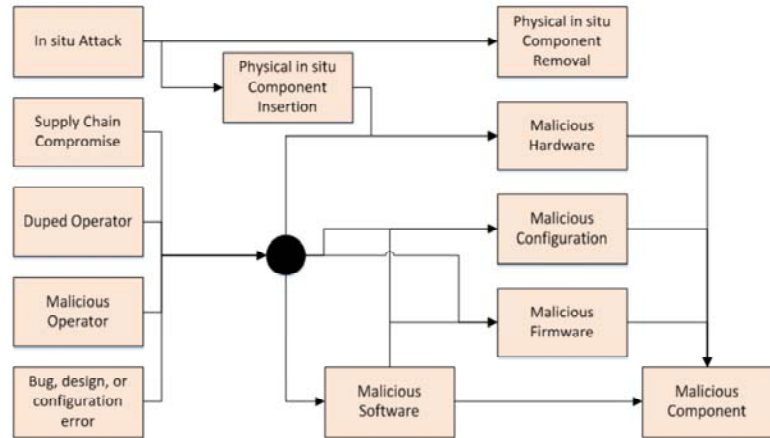 In situ Attack
Physical in situ
Component
Removal
Physical in situ
Component
Insertion
Supply Chain
Compromise
Malicious
Hardware
Duped Operator
Malicious
Configuration
Malicious
Operator
Malicious
Firmware
Bug, design, or
configuration
error
Malicious
Software
Malicious
Component